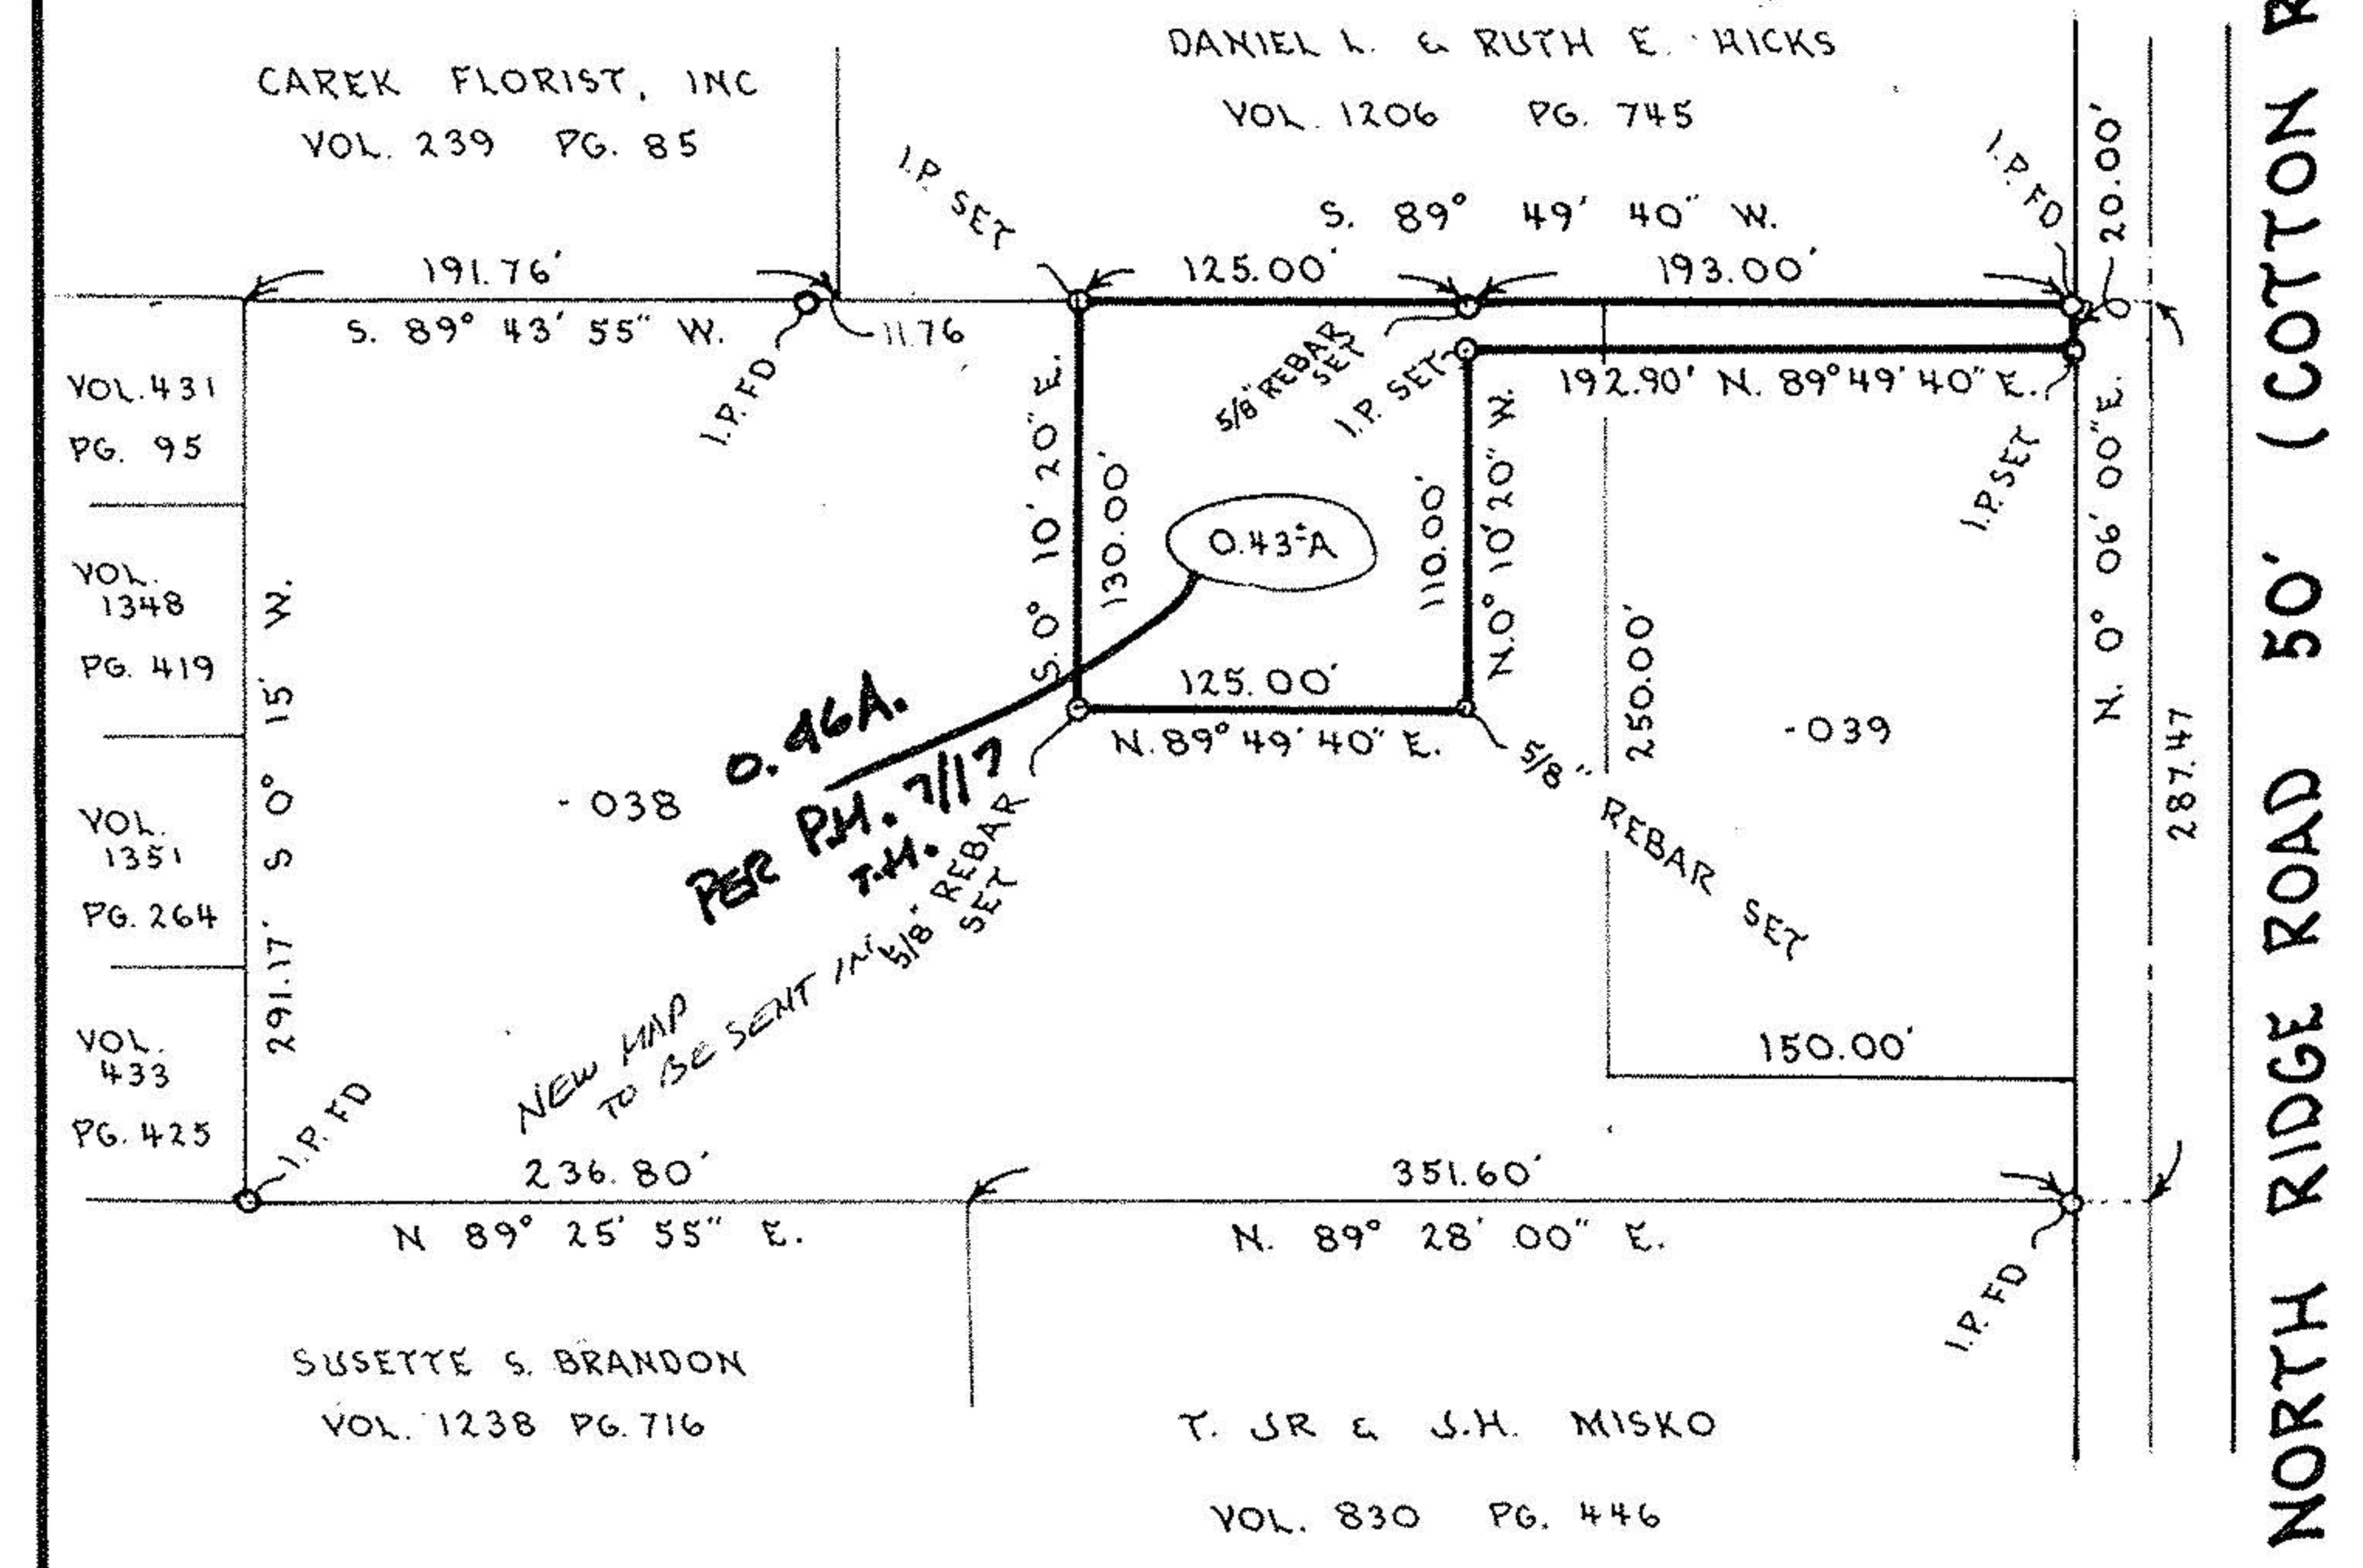 CAREK FLORIST, INC
VOL. 239 PG. 85
DANIEL L. & RUTH E. HICKS
VOL. 1206 PG. 745
I.P. SET
S. 89° 49' 40" W.
I.P. FD
20.00'
191.76'
125.00'
193.00'
S. 89° 43' 55" W.
11.76
I.P. FD
5/8" REBAR
SET
I.P. SET
192.90' N. 89° 49' 40" E.
I.P. SET
VOL. 431
PG. 95
VOL.
1348
PG. 419
VOL.
1351
PG. 264
VOL.
433
PG. 425
291.17' S 0° 15' W.
S. 0° 10' 20" E.
130.00'
0.43±A
110.00'
N. 0° 10' 20" W.
125.00'
N. 89° 49' 40" E.
5/8" REBAR SET
250.00'
- 039
N. 0° 06' 00" E.
287.47
- 038
0.46A.
PER P.H. 7/17
T.H.
5/8" REBAR
SET
NEW MAP
TO BE SENT IN
150.00'
I.P. FD
236.80'
351.60'
N 89° 25' 55" E.
N. 89° 28' 00" E.
I.P. FD
SUSETTE S. BRANDON
VOL. 1238 PG. 716
T. JR & J.H. MISKO
VOL. 830 PG. 446
NORTH RIDGE ROAD 50' (COTTON R